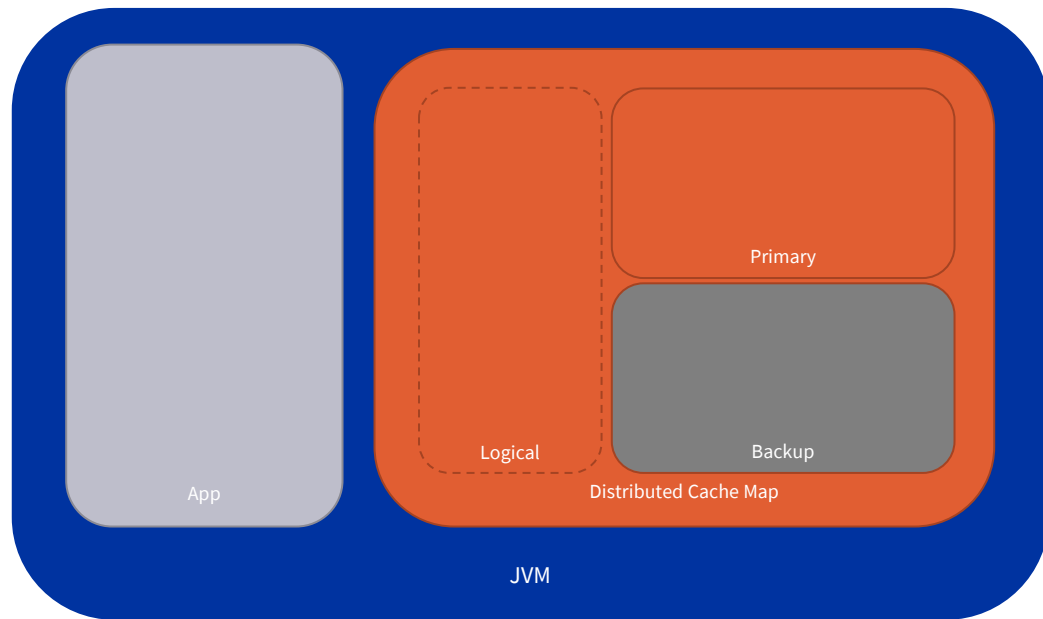 Primary
Logical
Backup
Distributed Cache Map
App
JVM